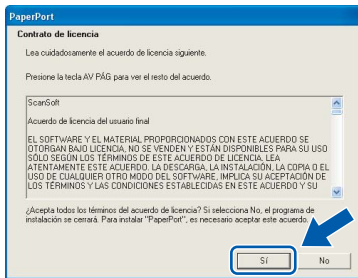 PaperPort
Contrato de licencia
Lea cuidadosamente el acuerdo de licencia siguiente.
Presione la tecla AV PÁG para ver el resto del acuerdo.
ScanSoft
Acuerdo de licencia del usuario final
EL SOFTWARE Y EL MATERIAL PROPORCIONADOS CON ESTE ACUERDO SE
OTORGAN BAJO LICENCIA, NO SE VENDEN Y ESTÁN DISPONIBLES PARA SU USO
SÓLO SEGÚN LOS TÉRMINOS DE ESTE ACUERDO DE LICENCIA. LEA
ATENTAMENTE ESTE ACUERDO. LA DESCARGA, LA INSTALACIÓN, LA COPIA O EL
USO DE CUALQUIER OTRO MODO DEL SOFTWARE, IMPLICA SU ACEPTACIÓN DE
LOS TÉRMINOS Y LAS CONDICIONES ESTABLECIDAS EN ESTE ACUERDO Y SU
¿Acepta todos los términos del acuerdo de licencia? Si selecciona No, el programa de
instalación se cerrará. Para instalar "PaperPort", es necesario aceptar este acuerdo.
Sí No